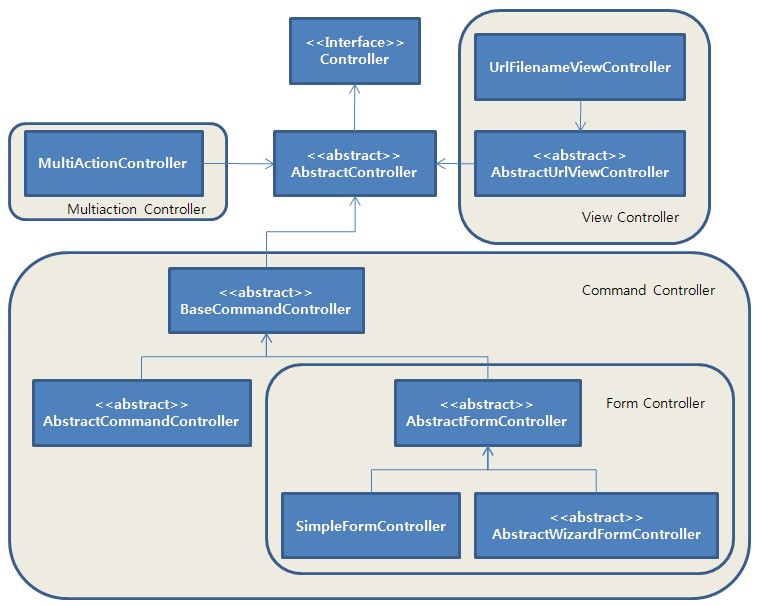 <<Interface>>
Controller
UrlFilenameViewController
MultiActionController
Multiaction Controller
<<abstract>>
AbstractController
<<abstract>>
AbstractUrlViewController
View Controller
Command Controller
<<abstract>>
BaseCommandController
<<abstract>>
AbstractCommandController
Form Controller
<<abstract>>
AbstractFormController
SimpleFormController
<<abstract>>
AbstractWizardFormController